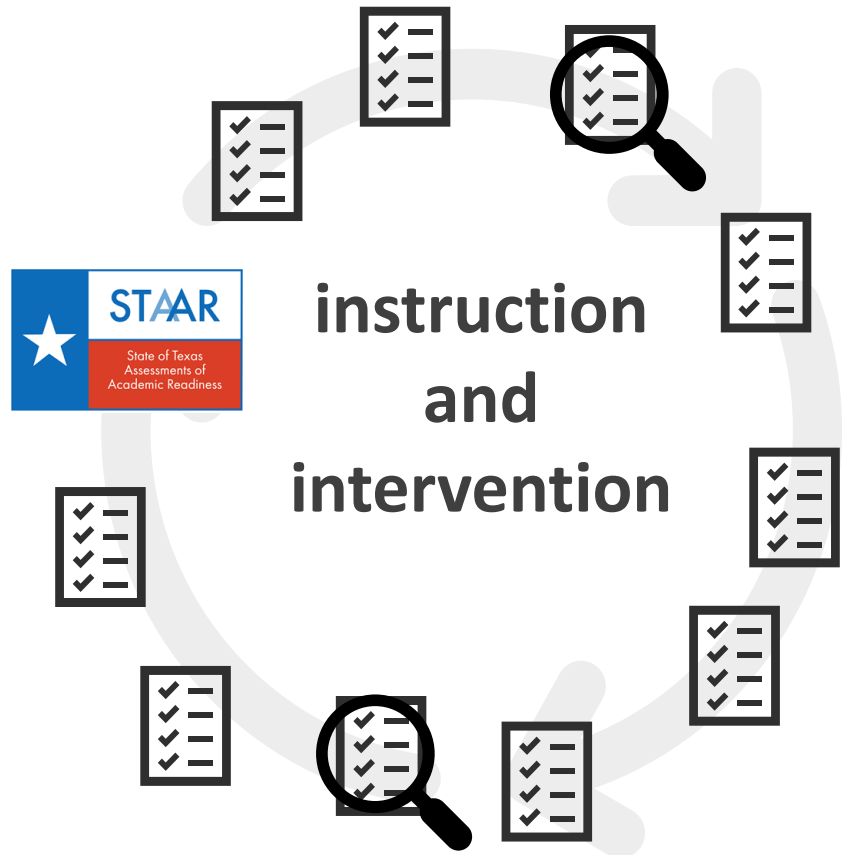 STAAR
State of Texas
Assessments of
Academic Readiness
instruction
and
intervention